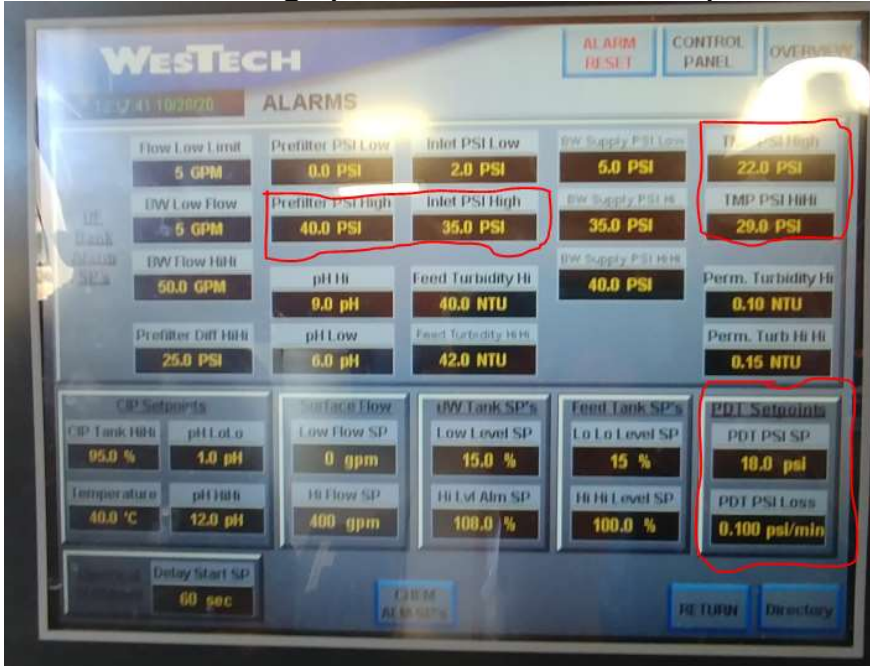 WESTECH
ALARM RESET
CONTROL PANEL
OVERVIEW
10/20/20
ALARMS
Flow Low Limit
5 GPM
Prefilter PSI Low
0.0 PSI
Inlet PSI Low
2.0 PSI
BW Supply PSI Low
5.0 PSI
PSI High
22.0 PSI
BW Low Flow
5 GPM
Prefilter PSI High
40.0 PSI
Inlet PSI High
35.0 PSI
BW Supply PSI Hi
35.0 PSI
TMP PSI HiHi
29.0 PSI
Bank
Alarm
SP's
BW Flow HiHi
50.0 GPM
pH Hi
9.0 pH
Feed Turbidity Hi
40.0 NTU
BW Supply PSI HiHi
40.0 PSI
Perm. Turbidity Hi
0.10 NTU
Prefilter Diff HiHi
25.0 PSI
pH Low
6.0 pH
Feed Turbidity HiHi
42.0 NTU
Perm. Turb Hi Hi
0.15 NTU
CIP Setpoints
CIP Tank HiHi
95.0 %
pH LoLo
1.0 pH
Temperature
40.0 °C
pH HiHi
12.0 pH
Surface Flow
Low Flow SP
0 gpm
Hi Flow SP
400 gpm
Tank SP's
Low Level SP
15.0 %
Hi Lvl Alm SP
100.0 %
Feed Tank SP's
Lo Lo Level SP
15 %
Hi Hi Level SP
100.0 %
PDT Setpoints
PDT PSI SP
18.0 psi
PDT PSI Loss
0.100 psi/min
Delay Start SP
60 sec
CHEM
RETURN
Directory